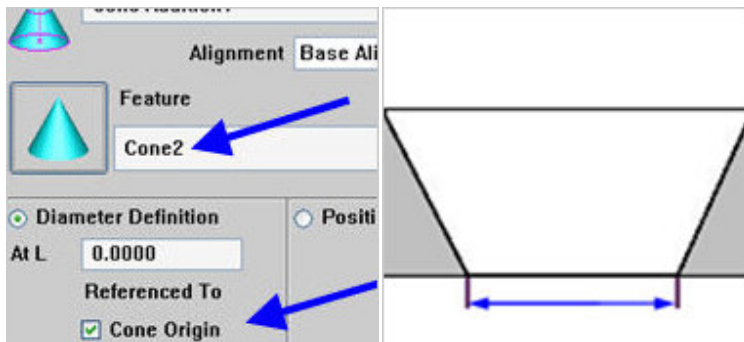 Alignment Base Ali
Feature
Cone2
Diameter Definition Positi
At L 0.0000
Referenced To
Cone Origin